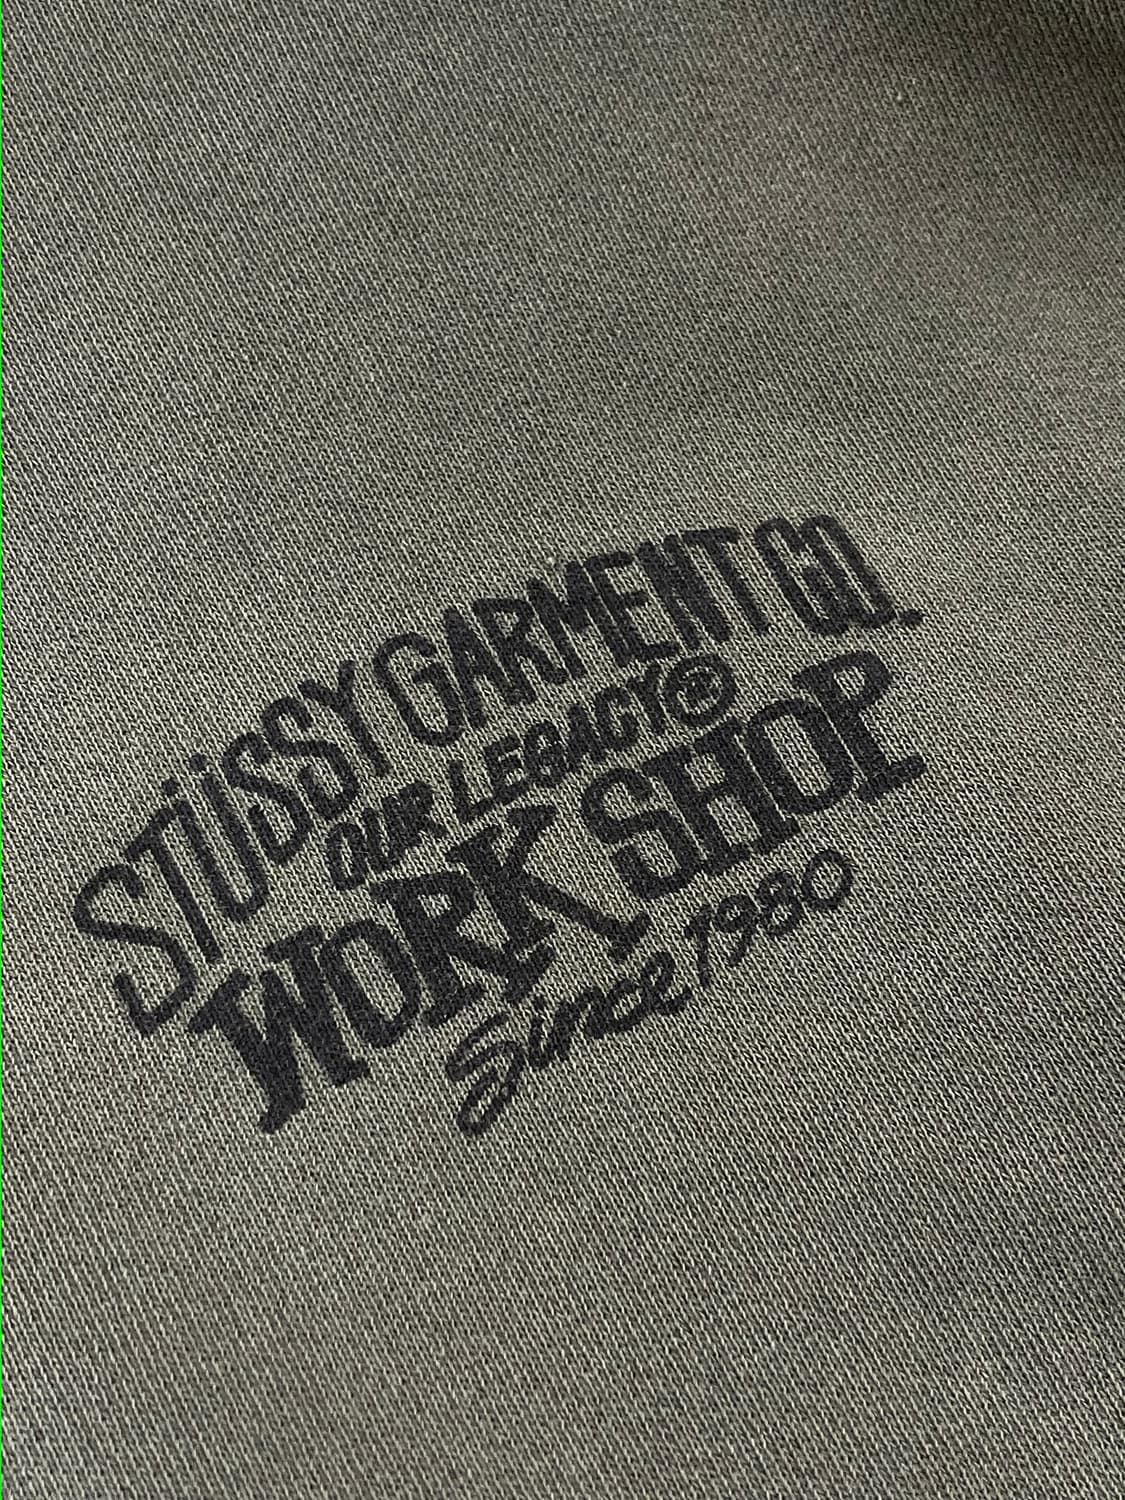 STÜSSY GARMENT CO.
OUR LEGACY®
WORK SHOP
Since 1980